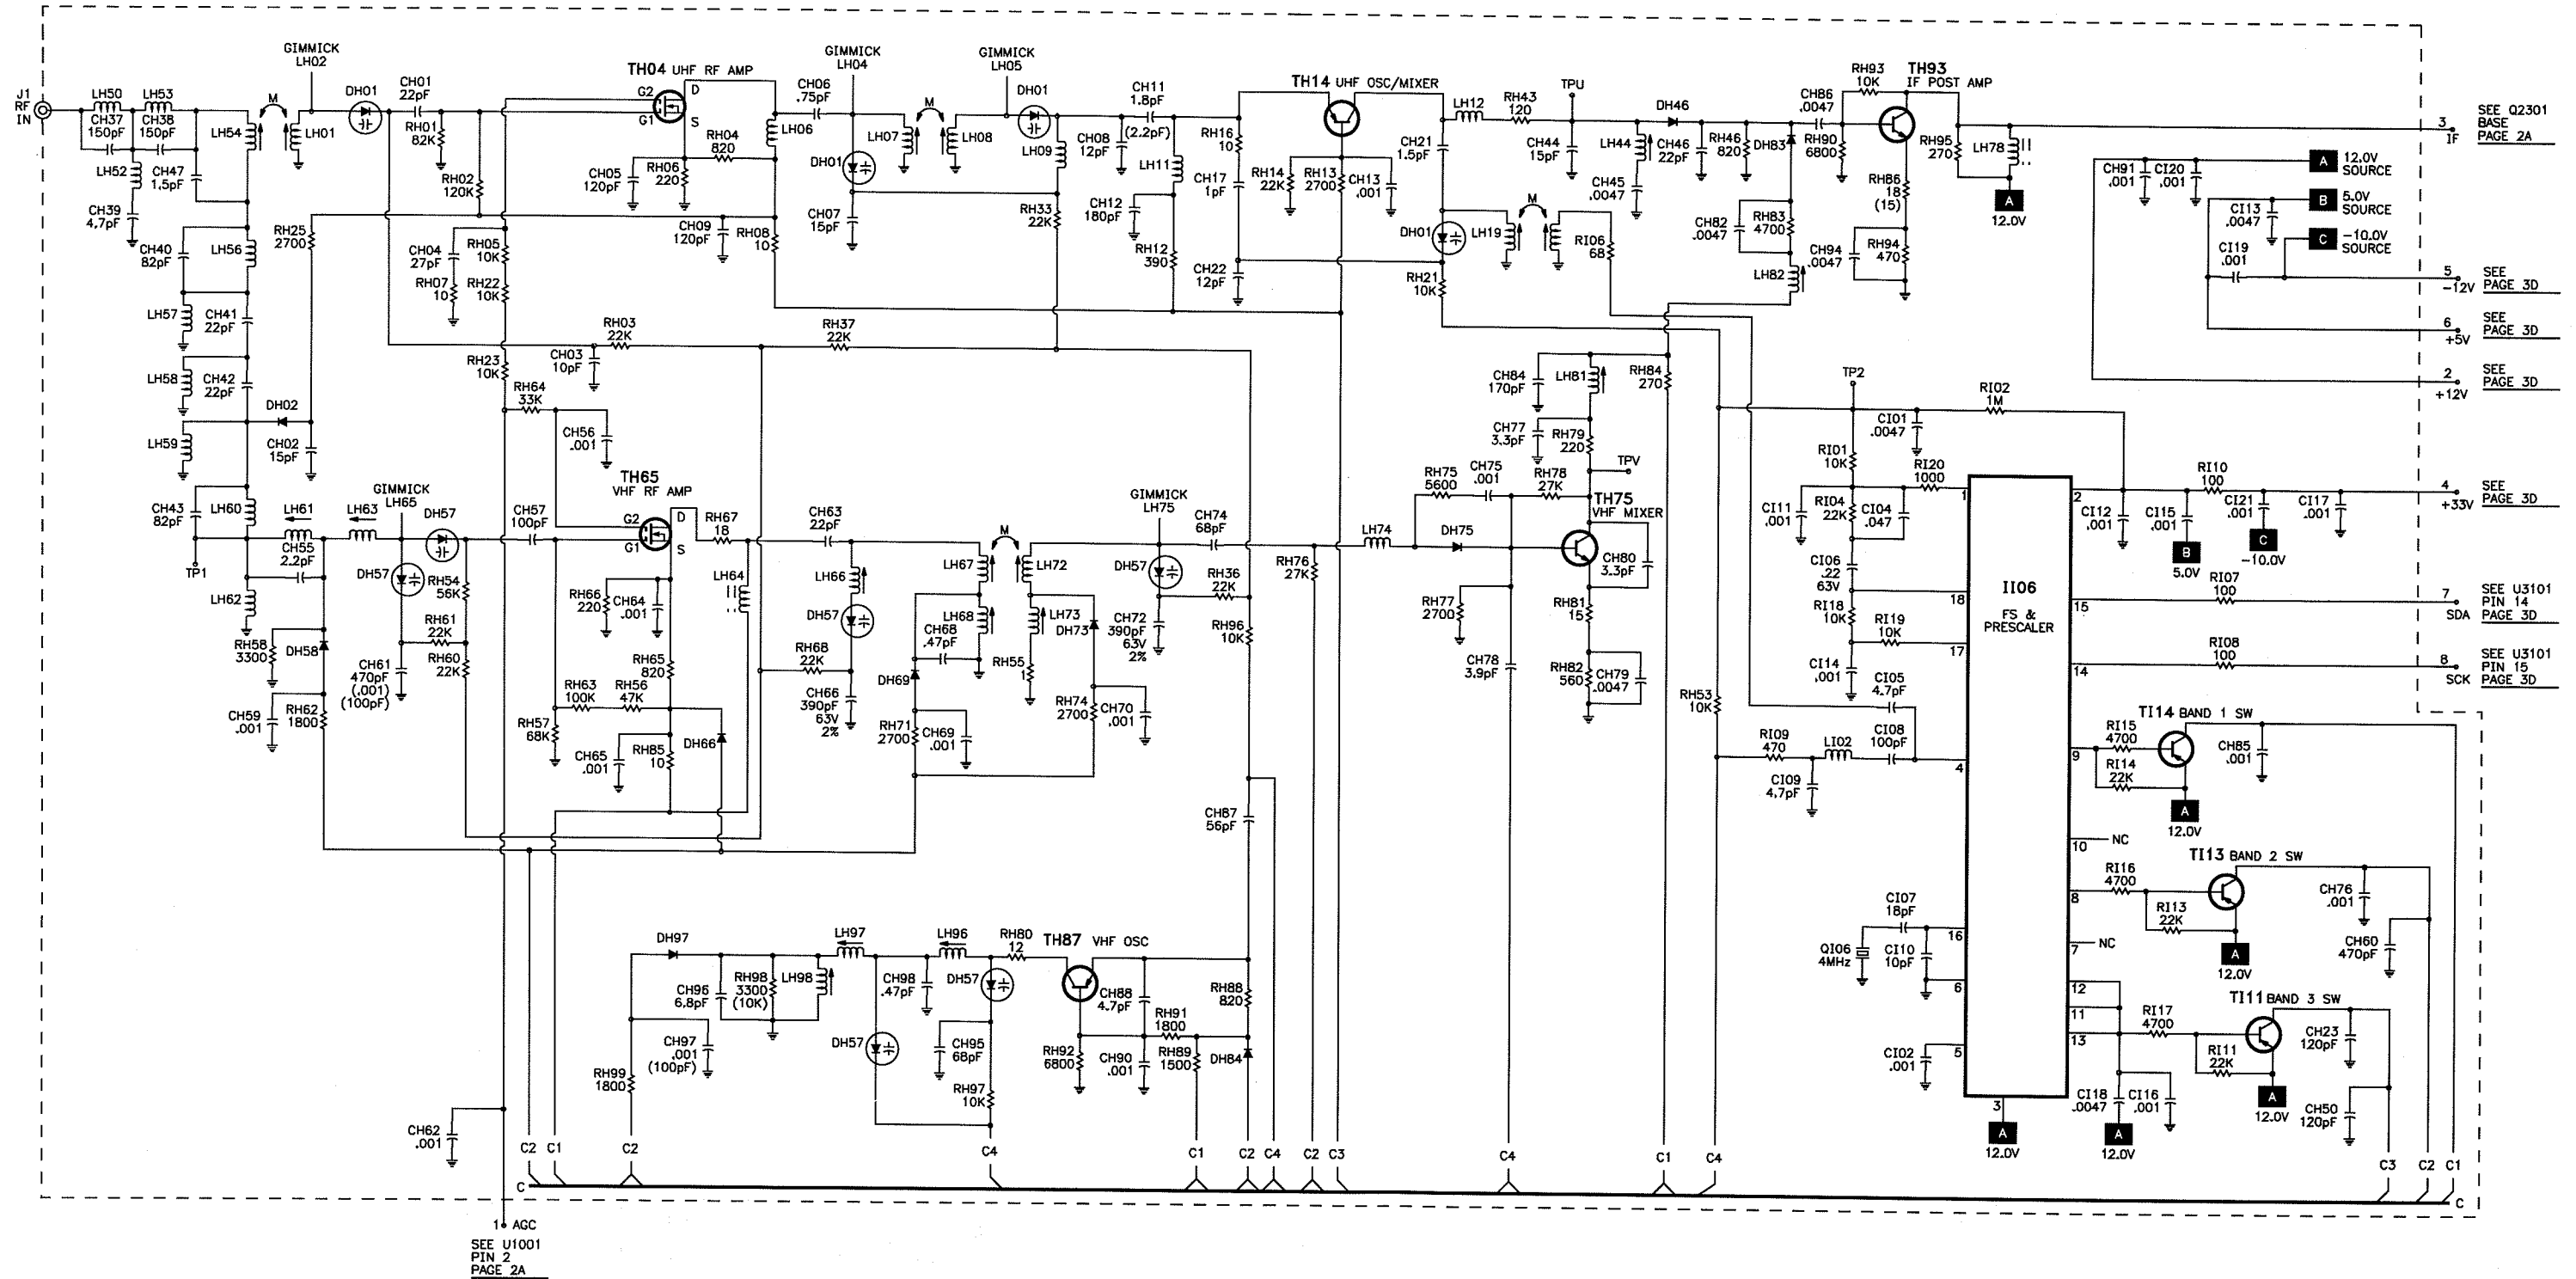 J1
RF
IN
LH50
CH37
150pF
LH53
CH38
150pF
LH52
CH47
1.5pF
CH39
4.7pF
LH54
M
LH01
GIMMICK
LH02
DH01
CH01
22pF
RH01
82K
RH02
120K
TH04 UHF RF AMP
G2
G1
D
S
RH04
820
CH05
120pF
RH06
220
LH06
CH06
.75pF
GIMMICK
LH04
LH07
M
LH08
DH01
CH07
15pF
GIMMICK
LH05
DH01
LH09
CH08
12pF
CH11
1.8pF
(2.2pF)
LH11
CH12
180pF
RH12
390
RH33
22K
RH16
10
CH17
1pF
CH22
12pF
TH14 UHF OSC/MIXER
RH14
22K
RH13
2700
CH13
.001
CH21
1.5pF
LH12
RH43
120
TPU
CH44
15pF
LH44
CH45
.0047
DH46
CH46
22pF
RH46
820
DH83
CH86
.0047
RH93
10K
TH93
IF POST AMP
RH90
6800
RH86
18
(15)
RH95
270
LH78
A
12.0V
3
IF
SEE Q2301
BASE
PAGE 2A
DH01
LH19
M
RI06
68
RH21
10K
CH82
.0047
RH83
4700
LH82
CH94
.0047
RH94
470
CH91
.001
CI20
.001
A
12.0V
SOURCE
B
5.0V
SOURCE
C
-10.0V
SOURCE
CI13
.0047
CI19
.001
5
-12V
SEE
PAGE 3D
6
+5V
SEE
PAGE 3D
2
+12V
SEE
PAGE 3D
CH40
82pF
LH56
RH25
2700
CH04
27pF
RH05
10K
RH07
10
RH22
10K
CH09
120pF
RH08
10
LH57
CH41
22pF
LH58
CH42
22pF
RH03
22K
CH03
10pF
RH37
22K
RH23
10K
RH64
33K
CH56
.001
DH02
LH59
CH02
15pF
CH43
82pF
LH60
TP1
LH61
CH55
2.2pF
LH63
GIMMICK
LH65
DH57
DH57
RH54
56K
RH61
22K
RH60
22K
CH61
470pF
(.001)
(100pF)
LH62
RH58
3300
DH58
CH59
.001
RH62
1800
CH57
100pF
TH65
VHF RF AMP
G2
G1
D
S
RH67
18
RH66
220
CH64
.001
LH64
RH65
820
RH63
100K
RH56
47K
RH57
68K
CH65
.001
RH85
10
DH66
CH63
22pF
LH66
DH57
RH68
22K
CH66
390pF
63V
2%
LH67
M
LH72
LH68
CH68
.47pF
DH69
LH73
DH73
RH55
1
RH71
2700
CH69
.001
RH74
2700
CH70
.001
GIMMICK
LH75
CH74
68pF
DH57
RH36
22K
CH72
390pF
63V
2%
RH96
10K
RH76
27K
LH74
RH75
5600
CH75
.001
DH75
RH78
27K
RH77
2700
CH78
3.9pF
CH84
170pF
LH81
CH77
3.3pF
RH79
220
TPV
TH75
VHF MIXER
CH80
3.3pF
RH81
15
RH82
560
CH79
.0047
RH84
270
RH53
10K
TP2
CI01
.0047
RI02
1M
RI01
10K
RI20
1000
CI11
.001
RI04
22K
CI04
.047
CI06
.22
63V
RI18
10K
RI19
10K
CI14
.001
CI05
4.7pF
CI08
100pF
RI09
470
LI02
CI09
4.7pF
II06
FS &
PRESCALER
1
2
18
15
17
14
4
9
10
NC
8
7
NC
16
6
12
11
13
5
3
CI12
.001
CI15
.001
RI10
100
CI21
.001
CI17
.001
B
5.0V
C
-10.0V
4
+33V
SEE
PAGE 3D
RI07
100
7
SDA
SEE U3101
PIN 14
PAGE 3D
RI08
100
8
SCK
SEE U3101
PIN 15
PAGE 3D
TI14 BAND 1 SW
RI15
4700
RI14
22K
CH85
.001
A
12.0V
TI13 BAND 2 SW
RI16
4700
RI13
22K
CH76
.001
CH60
470pF
A
12.0V
TI11 BAND 3 SW
RI17
4700
RI11
22K
CH23
120pF
CH50
120pF
A
12.0V
CI18
.0047
CI16
.001
A
12.0V
A
12.0V
CI07
18pF
QI06
4MHz
CI10
10pF
CI02
.001
CH87
56pF
DH97
CH96
6.8pF
RH98
3300
(10K)
LH98
LH97
CH98
.47pF
LH96
RH80
12
DH57
DH57
CH95
68pF
RH97
10K
CH97
.001
(100pF)
RH99
1800
TH87 VHF OSC
CH88
4.7pF
RH88
820
RH91
1800
RH92
6800
CH90
.001
RH89
1500
DH84
CH62
.001
C2 C1 C2 C4 C1 C2 C4 C2 C3 C4 C1 C4 C3 C2 C1
C
C
1 AGC
SEE U1001
PIN 2
PAGE 2A